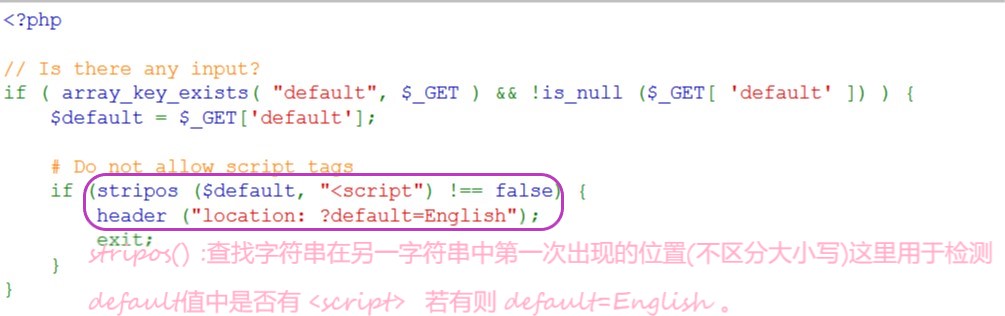 <?php
// Is there any input?
if ( array_key_exists( "default", $_GET ) && !is_null ($_GET[ 'default' ]) ) {
$default = $_GET['default'];
# Do not allow script tags
if (stripos ($default, "<script") !== false) {
header ("location: ?default=English");
exit;
stripos() :查找字符串在另一字符串中第一次出现的位置(不区分大小写)这里用于检测
}
default值中是否有 <script> 若有则 default=English 。
}